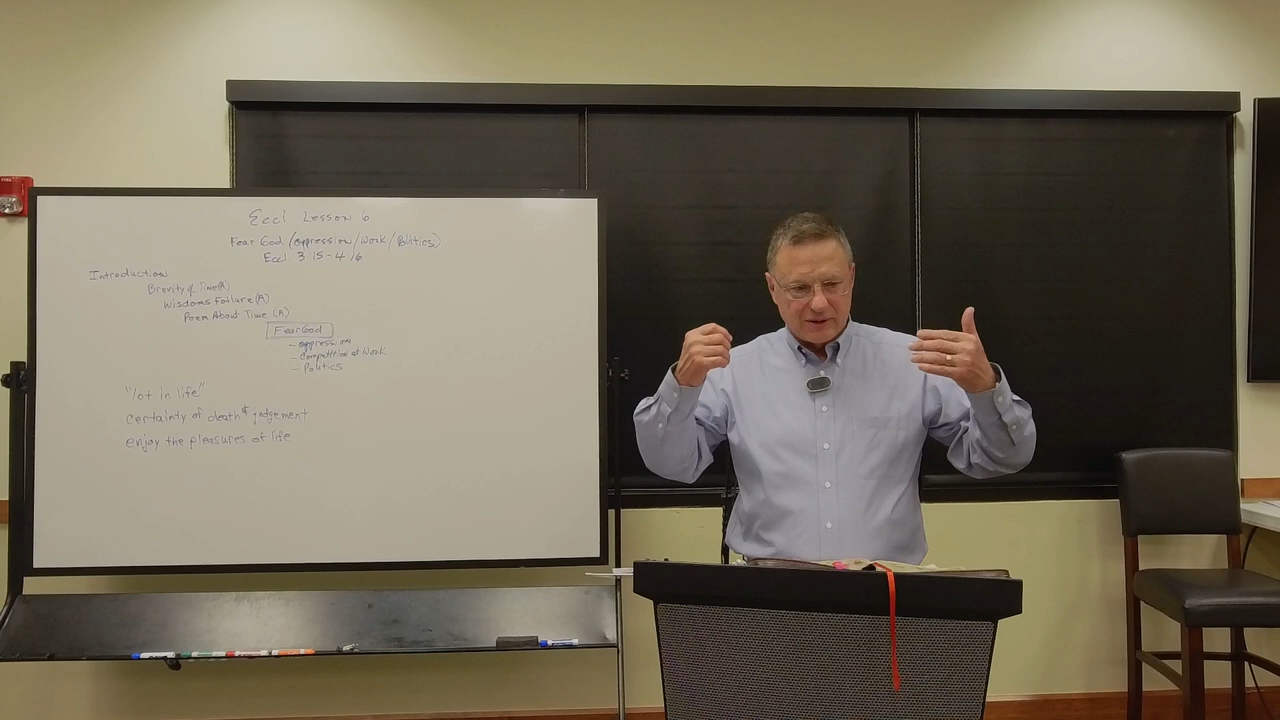 Eccl Lesson 6
Fear God (oppression/Work/Politics)
Eccl 3:15-4:16
Introduction
Brevity of Time (A)
Wisdoms Failure (A)
Poem About Time (A)
Fear God
- oppression
- Competition at Work
- Politics
"lot in life"
certainty of death & judgement
enjoy the pleasures of life
FIRE